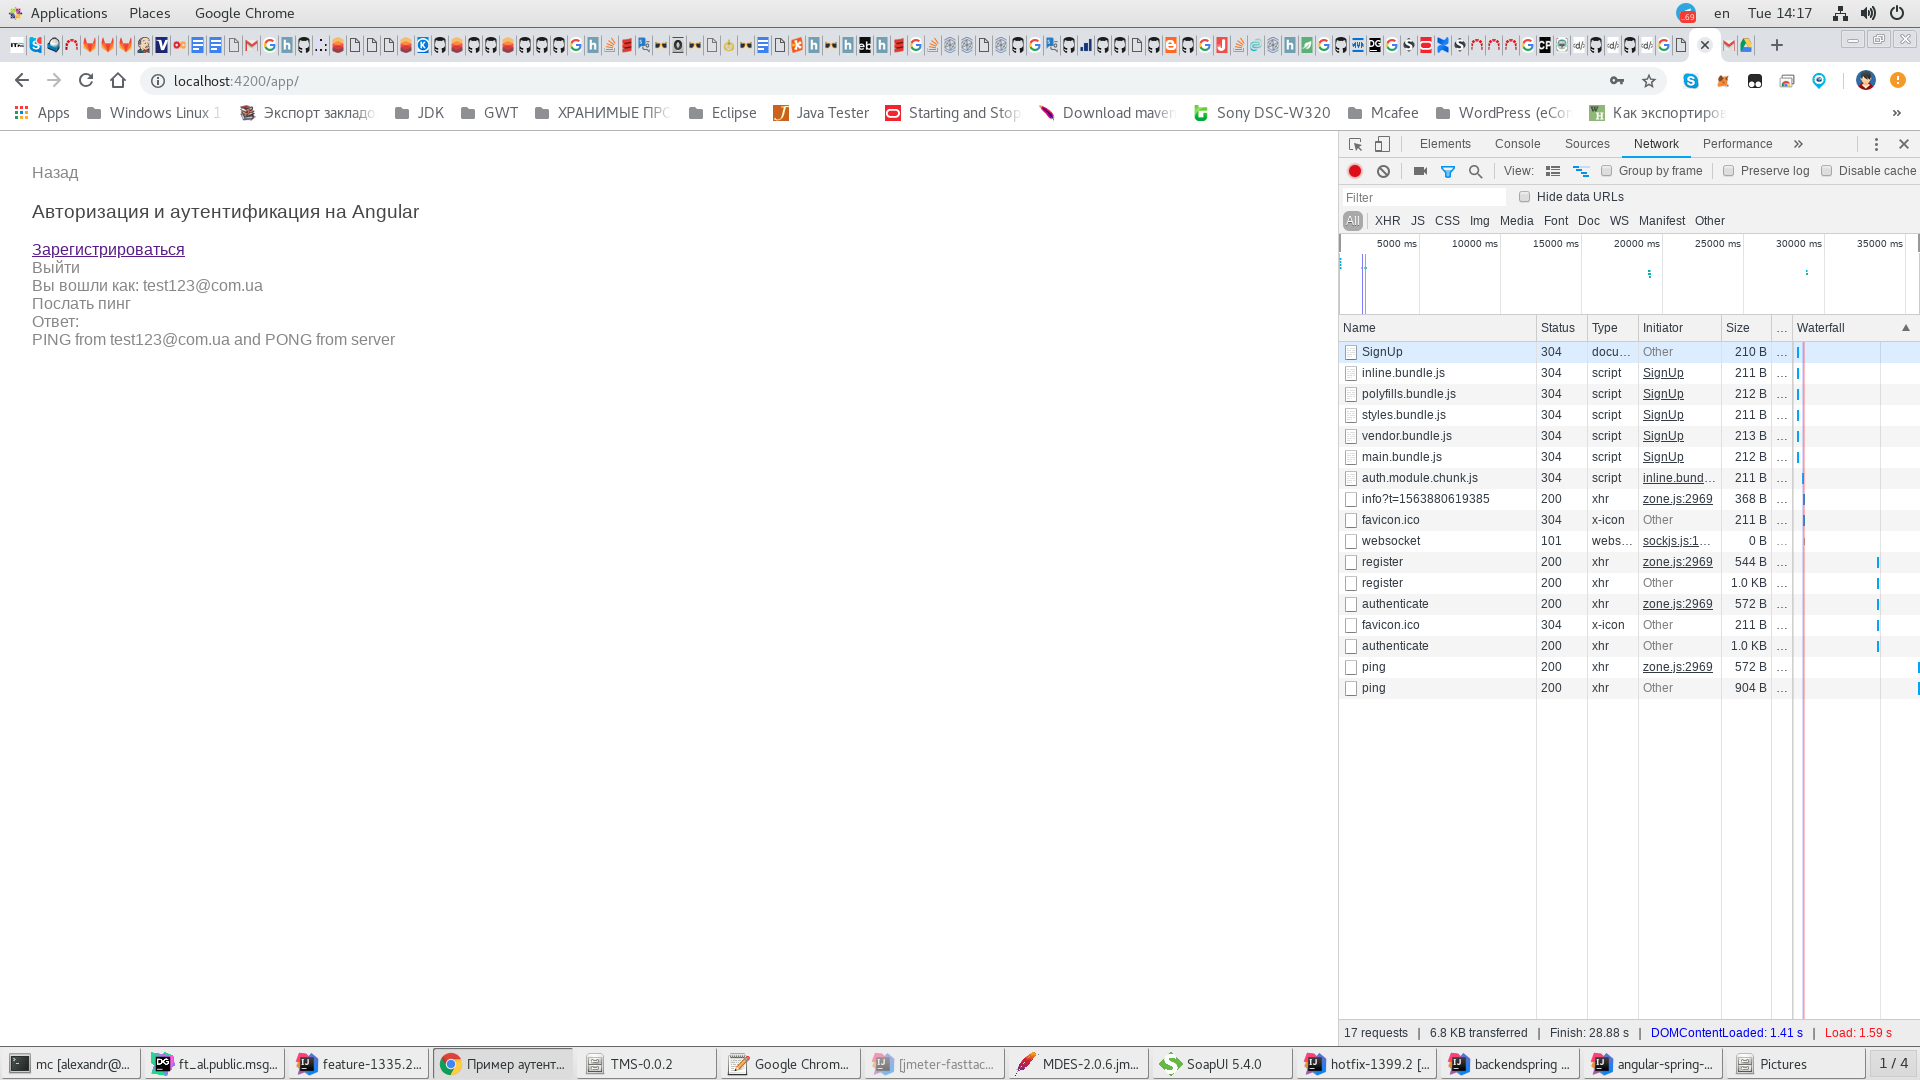 Applications Places Google Chrome
69 en Tue 14:17
localhost:4200/app/
Apps Windows Linux 1 Экспорт закладо JDK GWT ХРАНИМЫЕ ПРС Eclipse Java Tester Starting and Stop Download maven Sony DSC-W320 Mcafee WordPress (eCor Как экспортиров »
Назад
Авторизация и аутентификация на Angular
Зарегистрироваться
Выйти
Вы вошли как: test123@com.ua
Послать пинг
Ответ:
PING from test123@com.ua and PONG from server
Elements Console Sources Network Performance »
View: Group by frame Preserve log Disable cache
Filter Hide data URLs
All XHR JS CSS Img Media Font Doc WS Manifest Other
5000 ms 10000 ms 15000 ms 20000 ms 25000 ms 30000 ms 35000 ms
Name Status Type Initiator Size ... Waterfall
SignUp 304 docu... Other 210 B ...
inline.bundle.js 304 script SignUp 211 B ...
polyfills.bundle.js 304 script SignUp 212 B ...
styles.bundle.js 304 script SignUp 211 B ...
vendor.bundle.js 304 script SignUp 213 B ...
main.bundle.js 304 script SignUp 212 B ...
auth.module.chunk.js 304 script inline.bund... 211 B ...
info?t=1563880619385 200 xhr zone.js:2969 368 B ...
favicon.ico 304 x-icon Other 211 B ...
websocket 101 webs... sockjs.js:1... 0 B ...
register 200 xhr zone.js:2969 544 B ...
register 200 xhr Other 1.0 KB ...
authenticate 200 xhr zone.js:2969 572 B ...
favicon.ico 304 x-icon Other 211 B ...
authenticate 200 xhr Other 1.0 KB ...
ping 200 xhr zone.js:2969 572 B ...
ping 200 xhr Other 904 B ...
17 requests | 6.8 KB transferred | Finish: 28.88 s | DOMContentLoaded: 1.41 s | Load: 1.59 s
mc [alexandr@... ft_al.public.msg... feature-1335.2... Пример аутент... TMS-0.0.2 Google Chrom... [jmeter-fasttac... MDES-2.0.6.jm... SoapUI 5.4.0 hotfix-1399.2 [... backendspring ... angular-spring-... Pictures 1 / 4